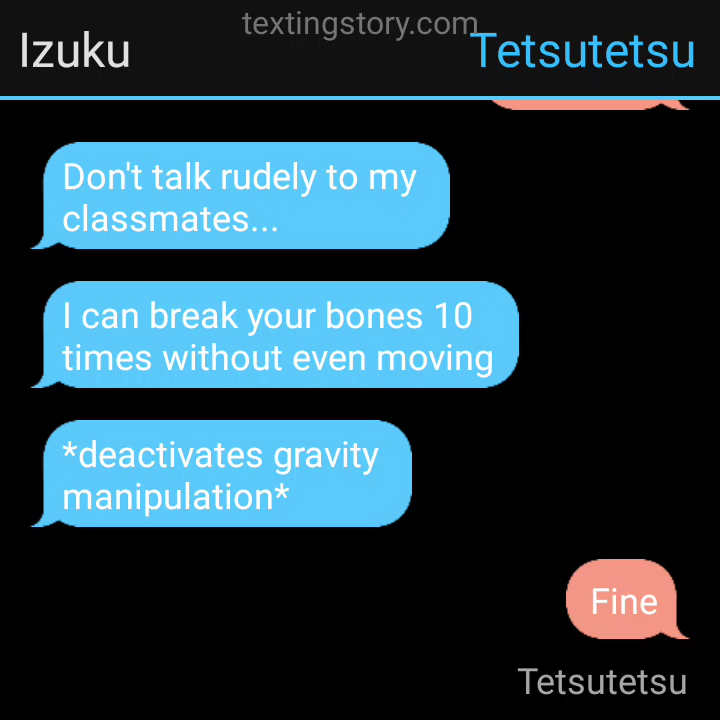 textingstory.com
Izuku
Tetsutetsu
Don't talk rudely to my
classmates...
I can break your bones 10
times without even moving
*deactivates gravity
manipulation*
Fine
Tetsutetsu